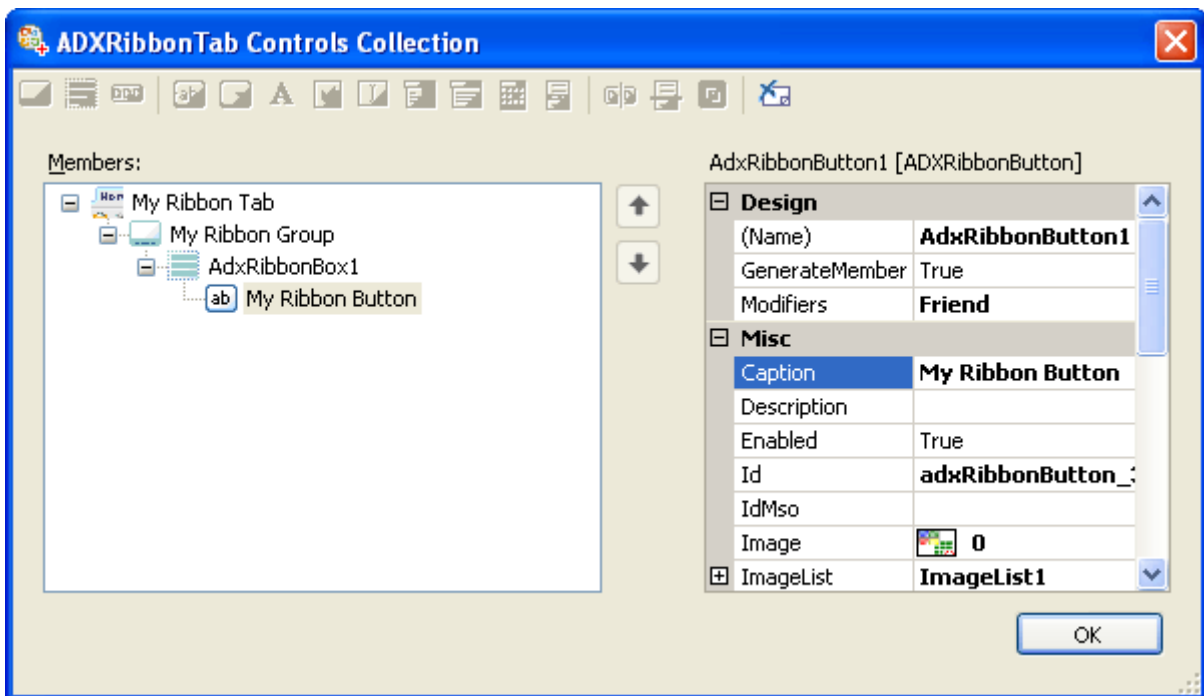 ADXRibbonTab Controls Collection
Members:
My Ribbon Tab
My Ribbon Group
AdxRibbonBox1
ab My Ribbon Button
AdxRibbonButton1 [ADXRibbonButton]
Design
(Name) AdxRibbonButton1
GenerateMember True
Modifiers Friend
Misc
Caption My Ribbon Button
Description
Enabled True
Id adxRibbonButton_
IdMso
Image 0
ImageList ImageList1
OK